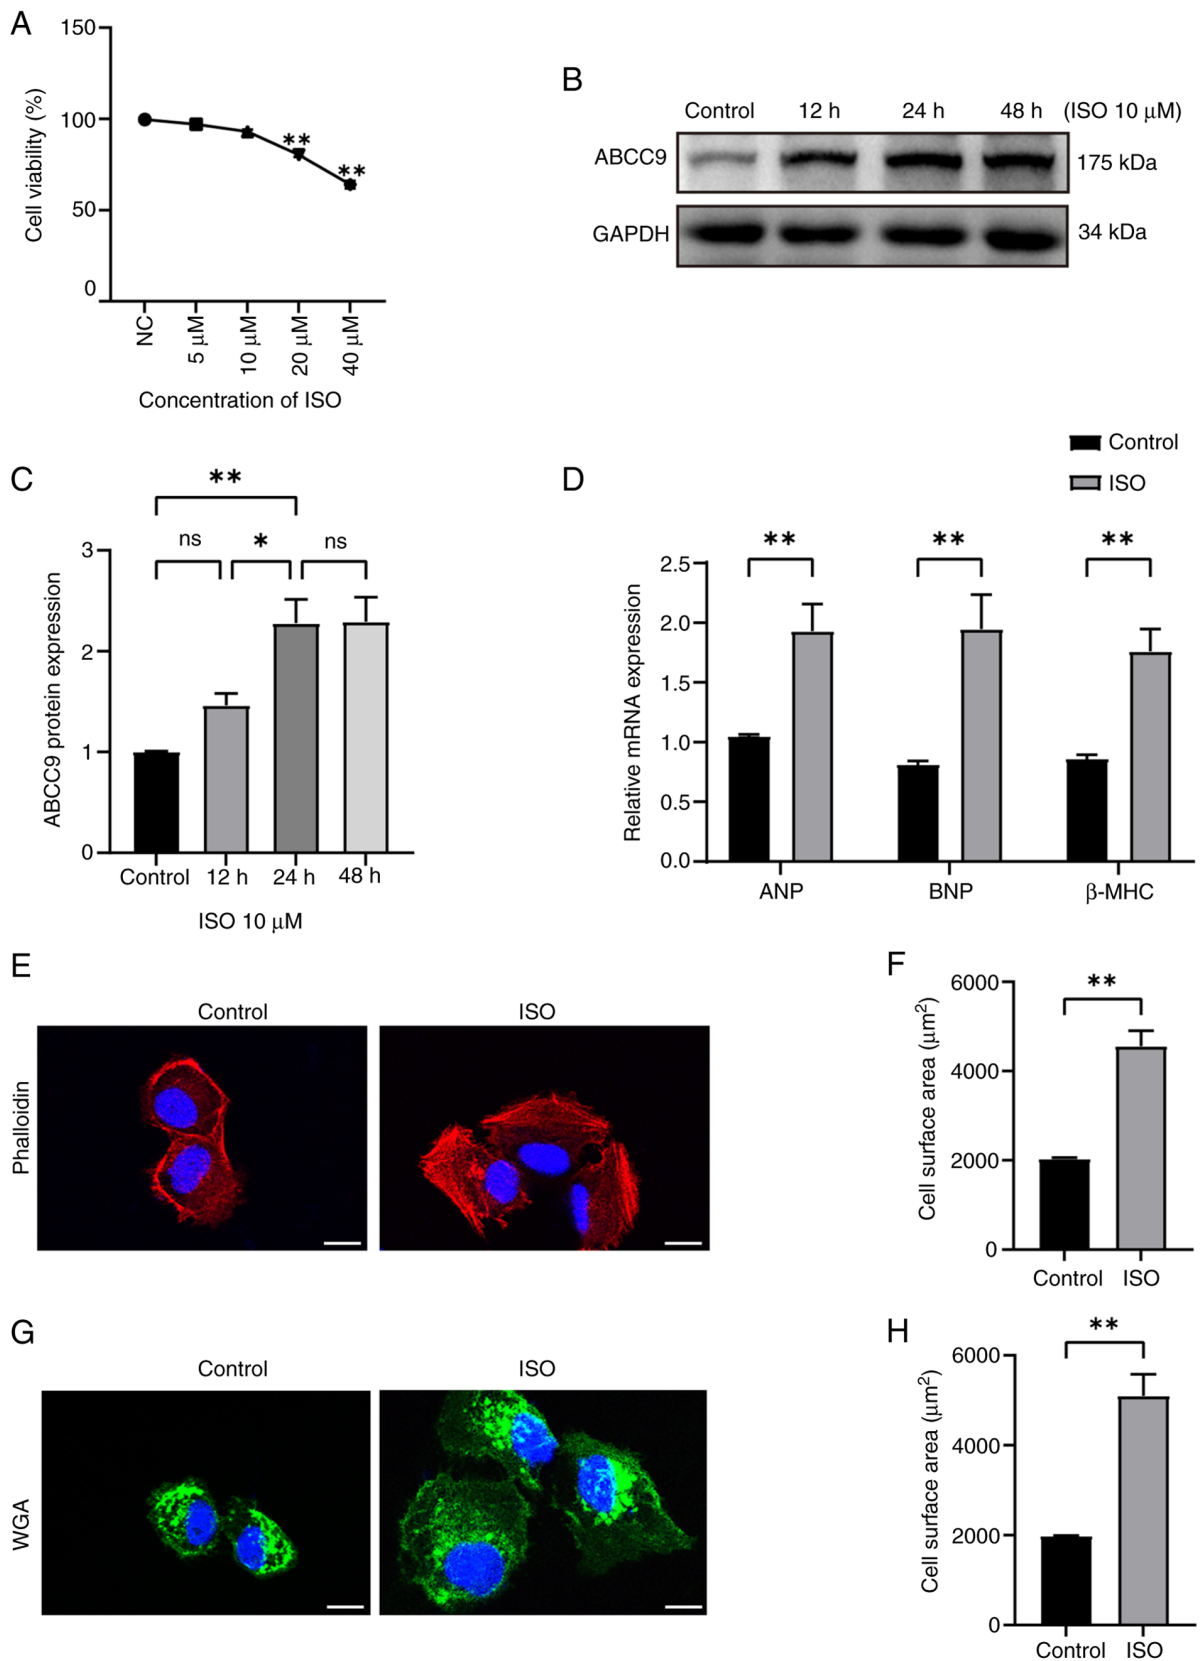 A
150
100
50
0
Cell viability (%)
** **
NC 5 μM 10 μM 20 μM 40 μM
Concentration of ISO
B
Control 12 h 24 h 48 h (ISO 10 μM)
ABCC9 175 kDa
GAPDH 34 kDa
C
**
ns * ns
3
2
1
0
ABCC9 protein expression
Control 12 h 24 h 48 h
ISO 10 μM
D
Control
ISO
** ** **
2.5
2.0
1.5
1.0
0.5
0.0
Relative mRNA expression
ANP BNP β-MHC
E
Control ISO
Phalloidin
F
**
6000
4000
2000
0
Cell surface area (μm²)
Control ISO
G
Control ISO
WGA
H
**
6000
4000
2000
0
Cell surface area (μm²)
Control ISO